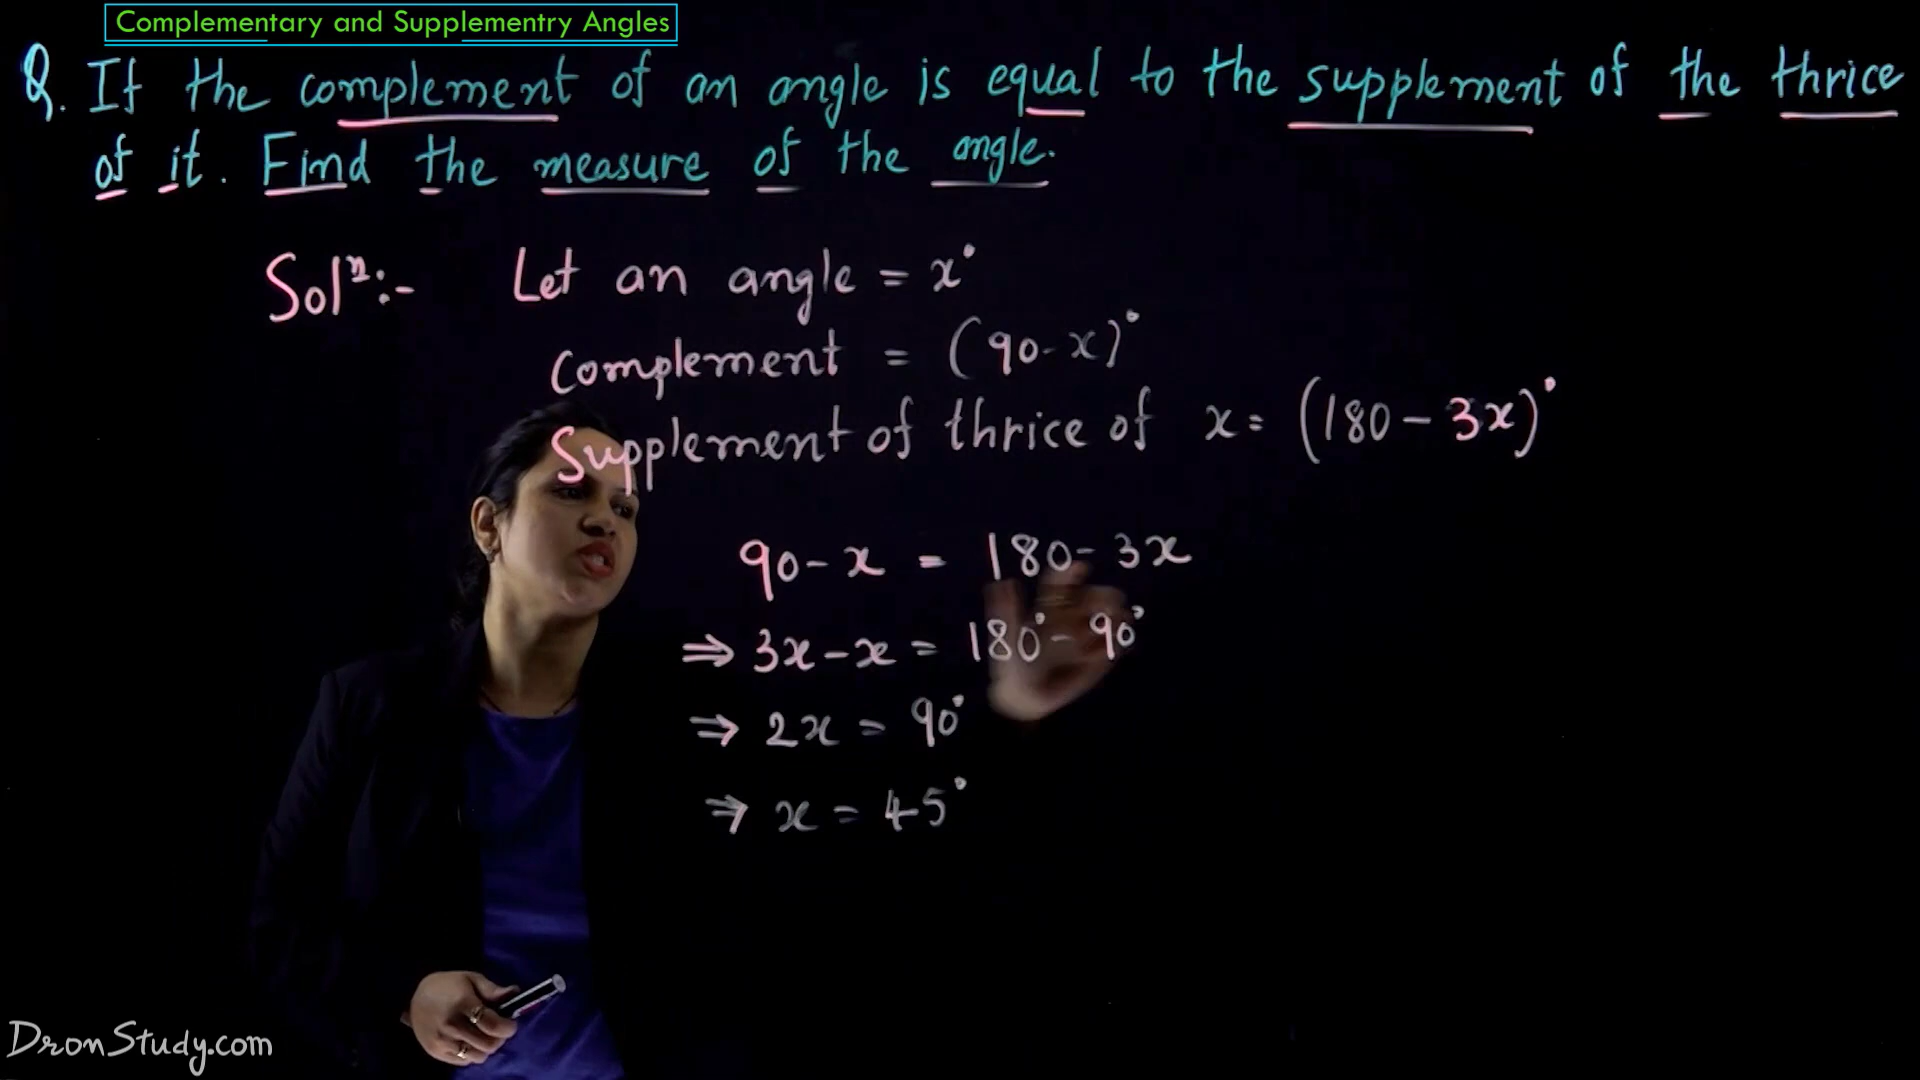 Complementary and Supplementry Angles
Q. If the complement of an angle is equal to the supplement of the thrice
of it. Find the measure of the angle.
Solⁿ:- Let an angle = x°
Complement = (90-x)°
Supplement of thrice of x = (180 - 3x)°
90 - x = 180 - 3x
⇒ 3x - x = 180° - 90°
⇒ 2x = 90°
⇒ x = 45°
DronStudy.com